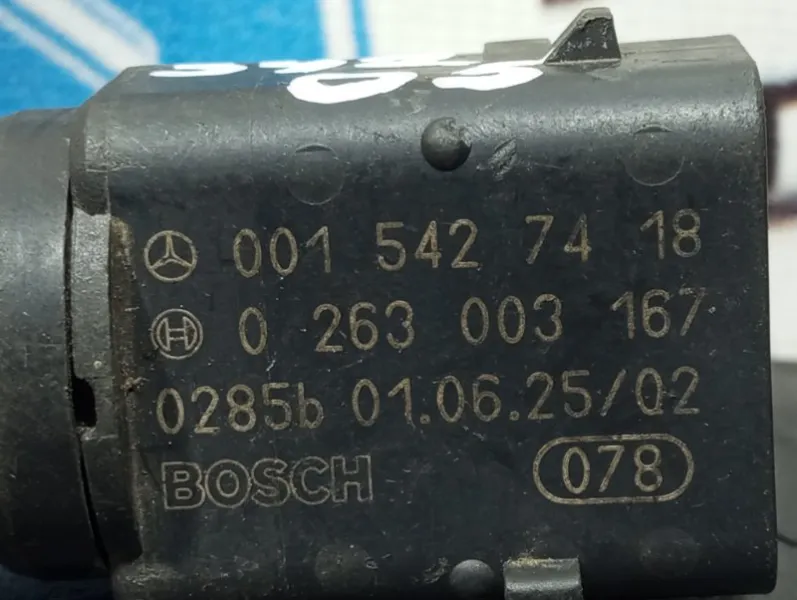 001 542 74 18
0 263 003 167
0285b 01.06.25/02
BOSCH 078